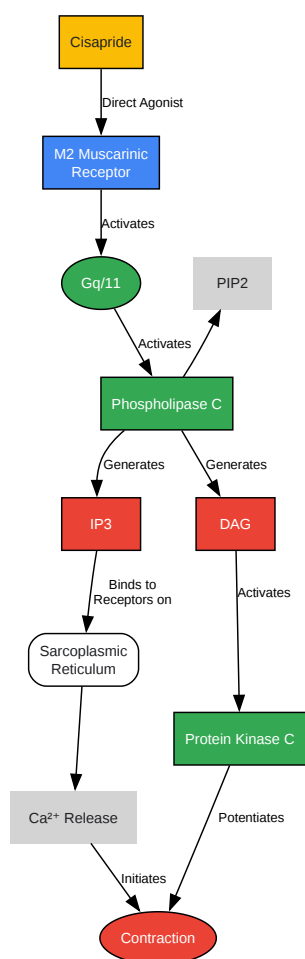 Cisapride
Direct Agonist
M2 Muscarinic
Receptor
Activates
Gq/11
PIP2
Activates
Phospholipase C
Generates
Generates
IP3
DAG
Binds to
Receptors on
Activates
Sarcoplasmic
Reticulum
Protein Kinase C
Ca²⁺ Release
Potentiates
Initiates
Contraction